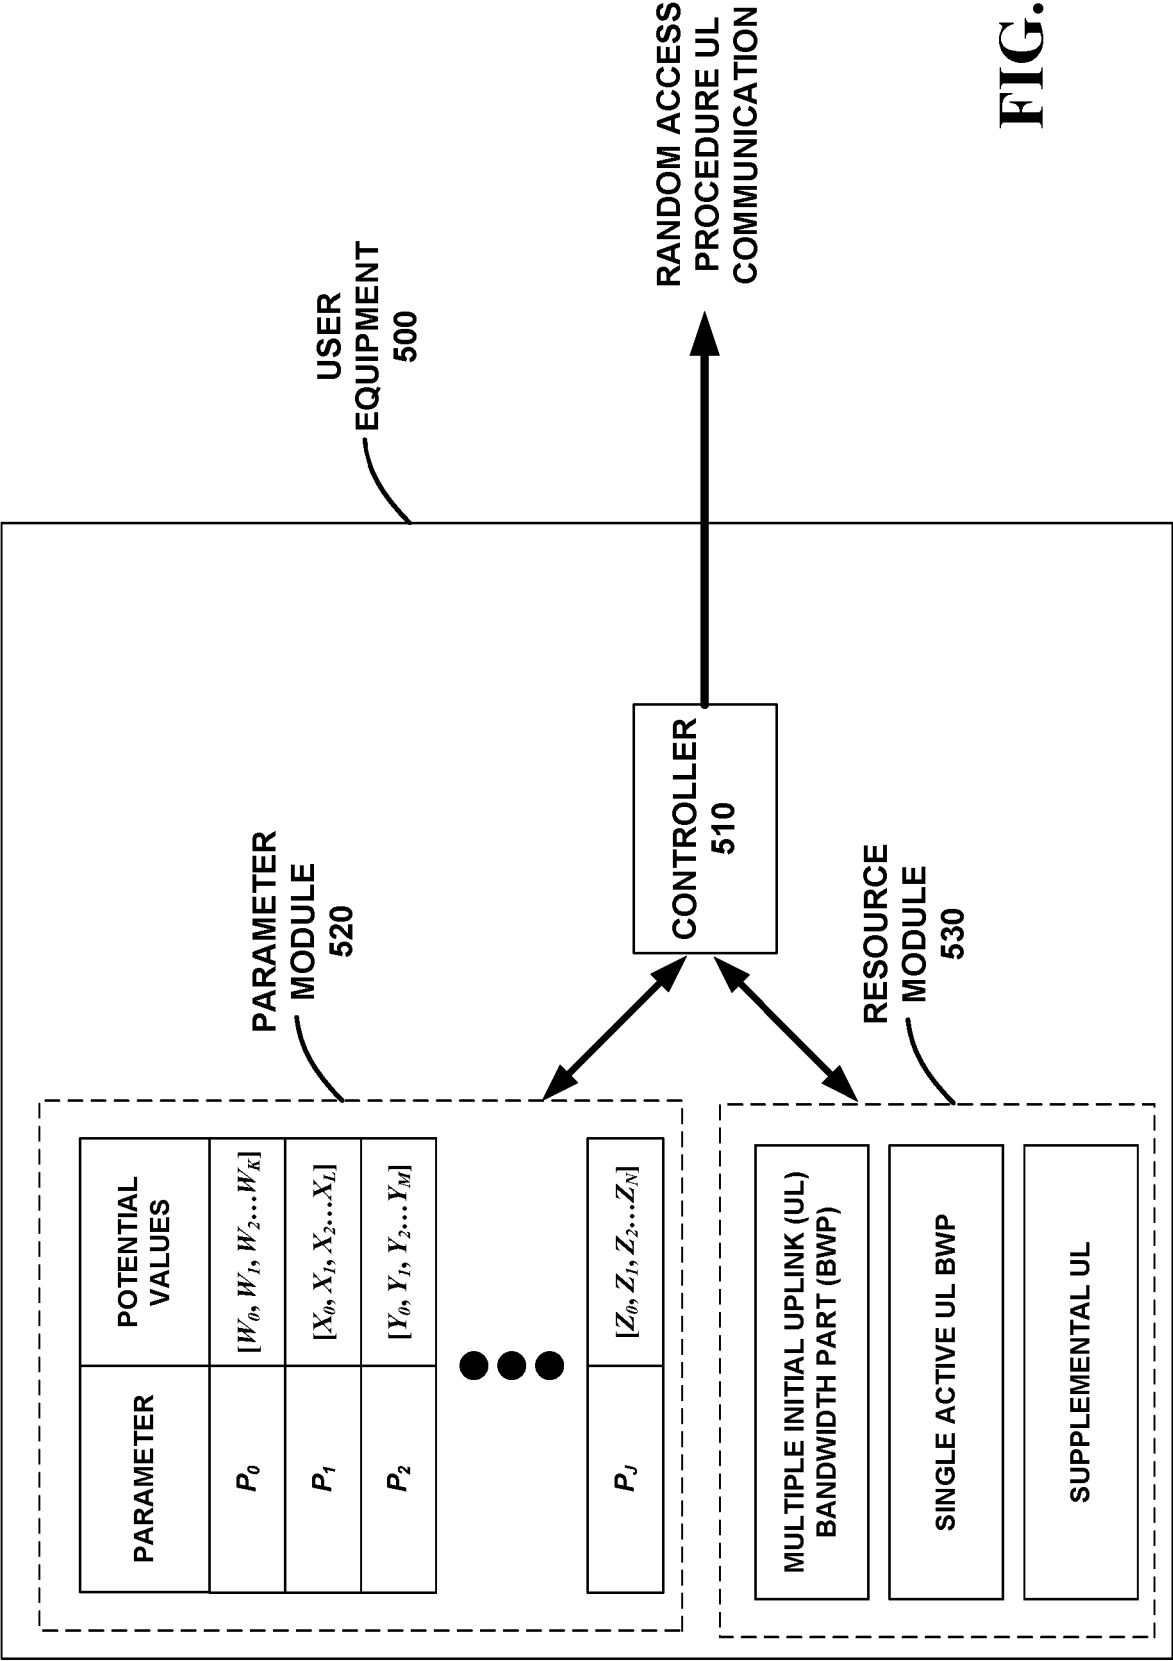 USER
EQUIPMENT
500
PARAMETER
MODULE
520
PARAMETER
POTENTIAL
VALUES
P0
[W0, W1, W2…WK]
P1
[X0, X1, X2…XL]
P2
[Y0, Y1, Y2…YM]
PJ
[Z0, Z1, Z2…ZN]
CONTROLLER
510
RANDOM ACCESS
PROCEDURE UL
COMMUNICATION
RESOURCE
MODULE
530
MULTIPLE INITIAL UPLINK (UL)
BANDWIDTH PART (BWP)
SINGLE ACTIVE UL BWP
SUPPLEMENTAL UL
FIG.